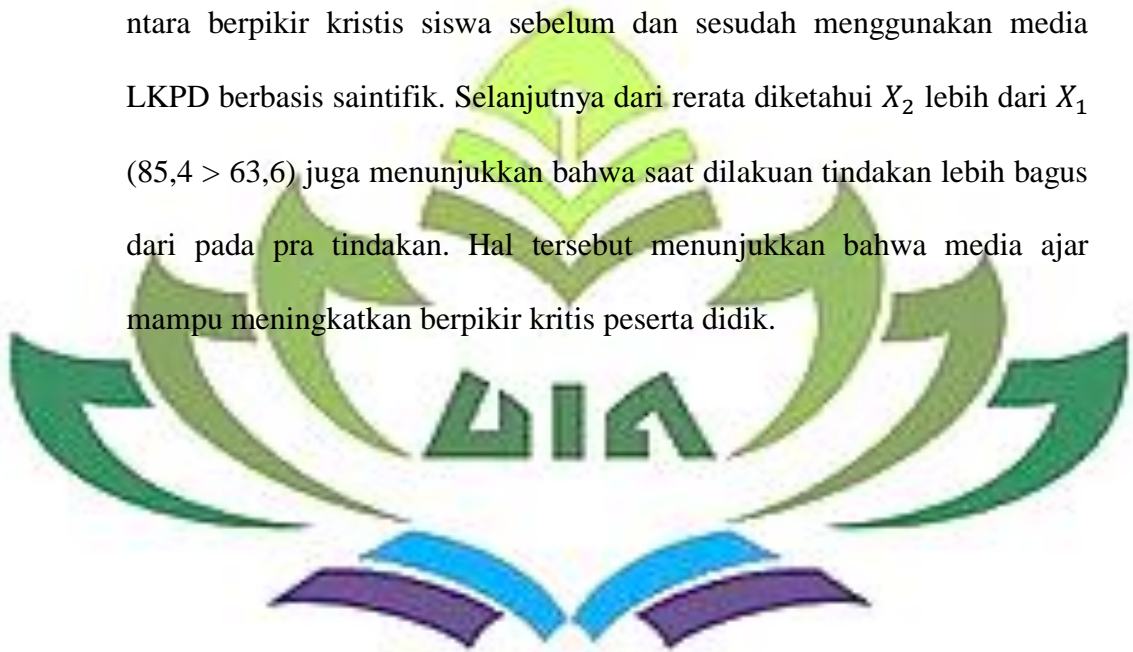 ntara berpikir kristis siswa sebelum dan sesudah menggunakan media
LKPD berbasis saintifik. Selanjutnya dari rerata diketahui X₂ lebih dari X₁
(85,4 > 63,6) juga menunjukkan bahwa saat dilakuan tindakan lebih bagus
dari pada pra tindakan. Hal tersebut menunjukkan bahwa media ajar
mampu meningkatkan berpikir kritis peserta didik.